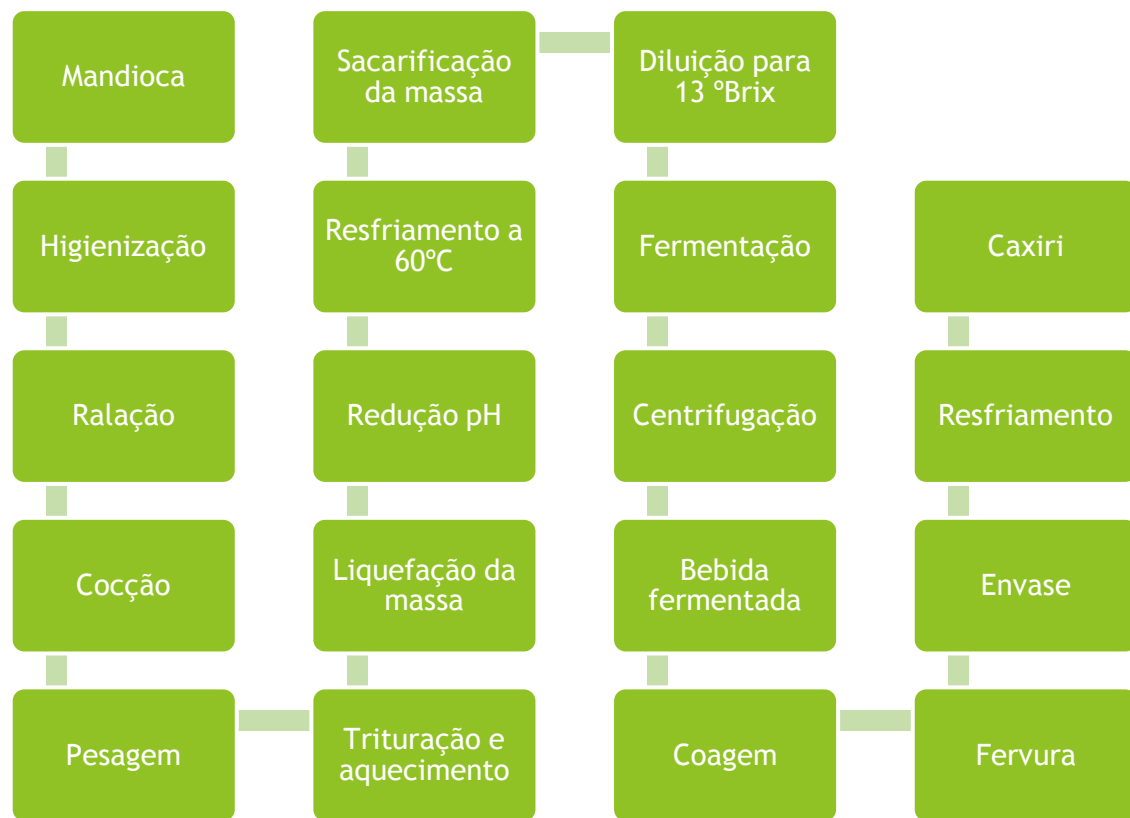 Mandioca
Higienização
Ralação
Cocção
Pesagem
Trituração e
aquecimento
Liquefação da
massa
Redução pH
Resfriamento a
60ºC
Sacarificação
da massa
Diluição para
13 ºBrix
Fermentação
Centrifugação
Bebida
fermentada
Coagem
Fervura
Envase
Resfriamento
Caxiri